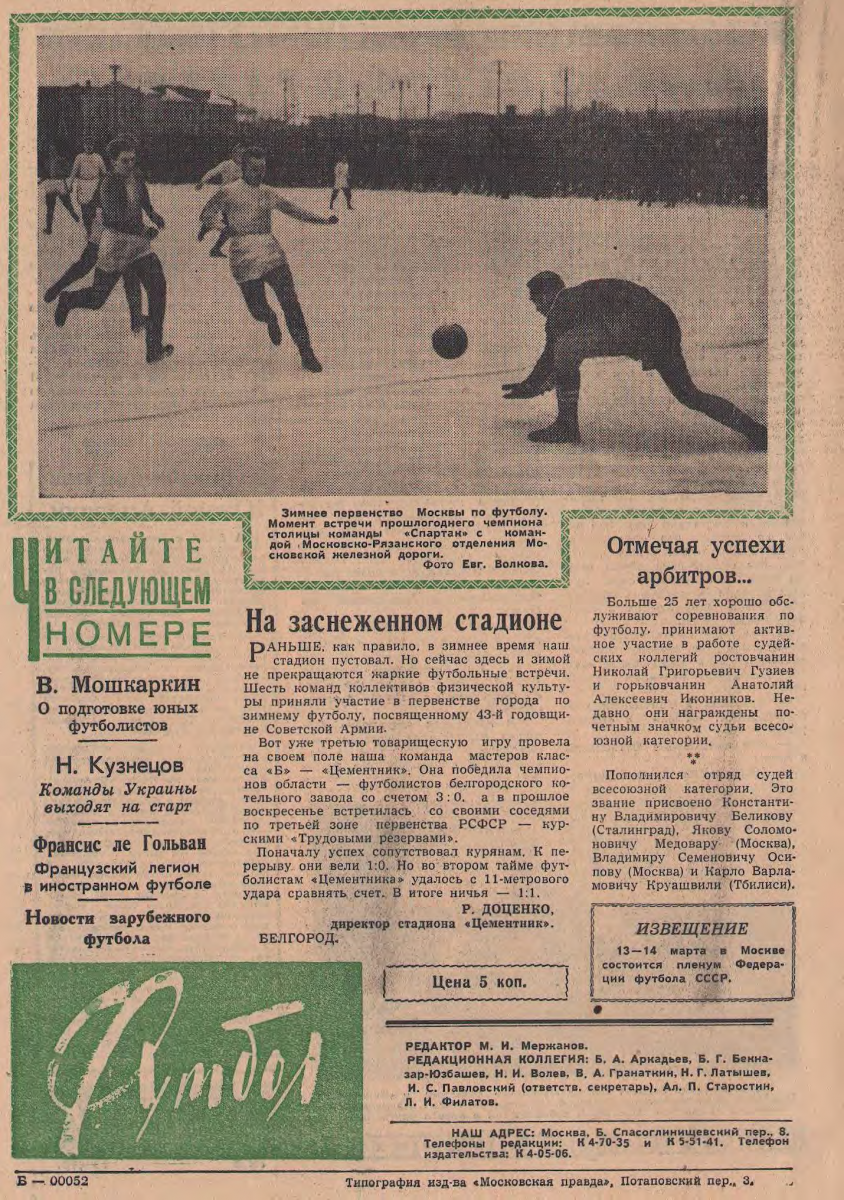 Зимнее первенство Москвы по футболу.
Момент встречи прошлогоднего чемпиона
столицы команды «Спартак» с коман-
дой Московско-Рязанского отделения Мо-
сковской железной дороги.
Фото Евг. Волкова.
ЧИТАЙТЕ
В СЛЕДУЮЩЕМ
НОМЕРЕ
В. Мошкаркин
О подготовке юных
футболистов
Н. Кузнецов
Команды Украины
выходят на старт
Франсис ле Гольван
Французский легион
в иностранном футболе
Новости зарубежного
футбола
На заснеженном стадионе
РАНЬШЕ, как правило, в зимнее время наш
стадион пустовал. Но сейчас здесь и зимой
не прекращаются жаркие футбольные встречи.
Шесть команд коллективов физической культу-
ры приняли участие в первенстве города по
зимнему футболу, посвященному 43-й годовщи-
не Советской Армии.
Вот уже третью товарищескую игру провела
на своем поле наша команда мастеров клас-
са «Б» — «Цементник». Она победила чемпио-
нов области — футболистов белгородского ко-
тельного завода со счетом 3:0, а в прошлое
воскресенье встретилась со своими соседями
по третьей зоне первенства РСФСР — кур-
скими «Трудовыми резервами».
Поначалу успех сопутствовал курянам. К пе-
рерыву они вели 1:0. Но во втором тайме фут-
болистам «Цементника» удалось с 11-метрового
удара сравнять счет. В итоге ничья — 1:1.
Р. ДОЦЕНКО,
директор стадиона «Цементник».
БЕЛГОРОД.
Отмечая успехи
арбитров...
Больше 25 лет хорошо обс-
луживают соревнования по
футболу, принимают актив-
ное участие в работе судей-
ских коллегий ростовчанин
Николай Григорьевич Гузиев
и горьковчанин Анатолий
Алексеевич Иконников. Не-
давно они награждены по-
четным значком судьи всесо-
юзной категории.
***
Пополнился отряд судей
всесоюзной категории. Это
звание присвоено Константи-
ну Владимировичу Беликову
(Сталинград), Якову Соломо-
новичу Медовару (Москва),
Владимиру Семеновичу Оси-
пову (Москва) и Карло Варла-
мовичу Круашвили (Тбилиси).
ИЗВЕЩЕНИЕ
13—14 марта в Москве
состоится пленум Федера-
ции футбола СССР.
Футбол
Цена 5 коп.
РЕДАКТОР М. И. Мержанов.
РЕДАКЦИОННАЯ КОЛЛЕГИЯ: Б. А. Аркадьев, Б. Г. Бекна-
зар-Юзбашев, Н. И. Волев, В. А. Гранаткин, Н. Г. Латышев,
И. С. Павловский (ответств. секретарь), Ал. П. Старостин,
Л. И. Филатов.
НАШ АДРЕС: Москва, Б. Спасоглинищевский пер., 8.
Телефоны редакции: К 4-70-35 и К 5-51-41. Телефон
издательства: К 4-05-06.
Б — 00052
Типография изд-ва «Московская правда», Потаповский пер., 3.